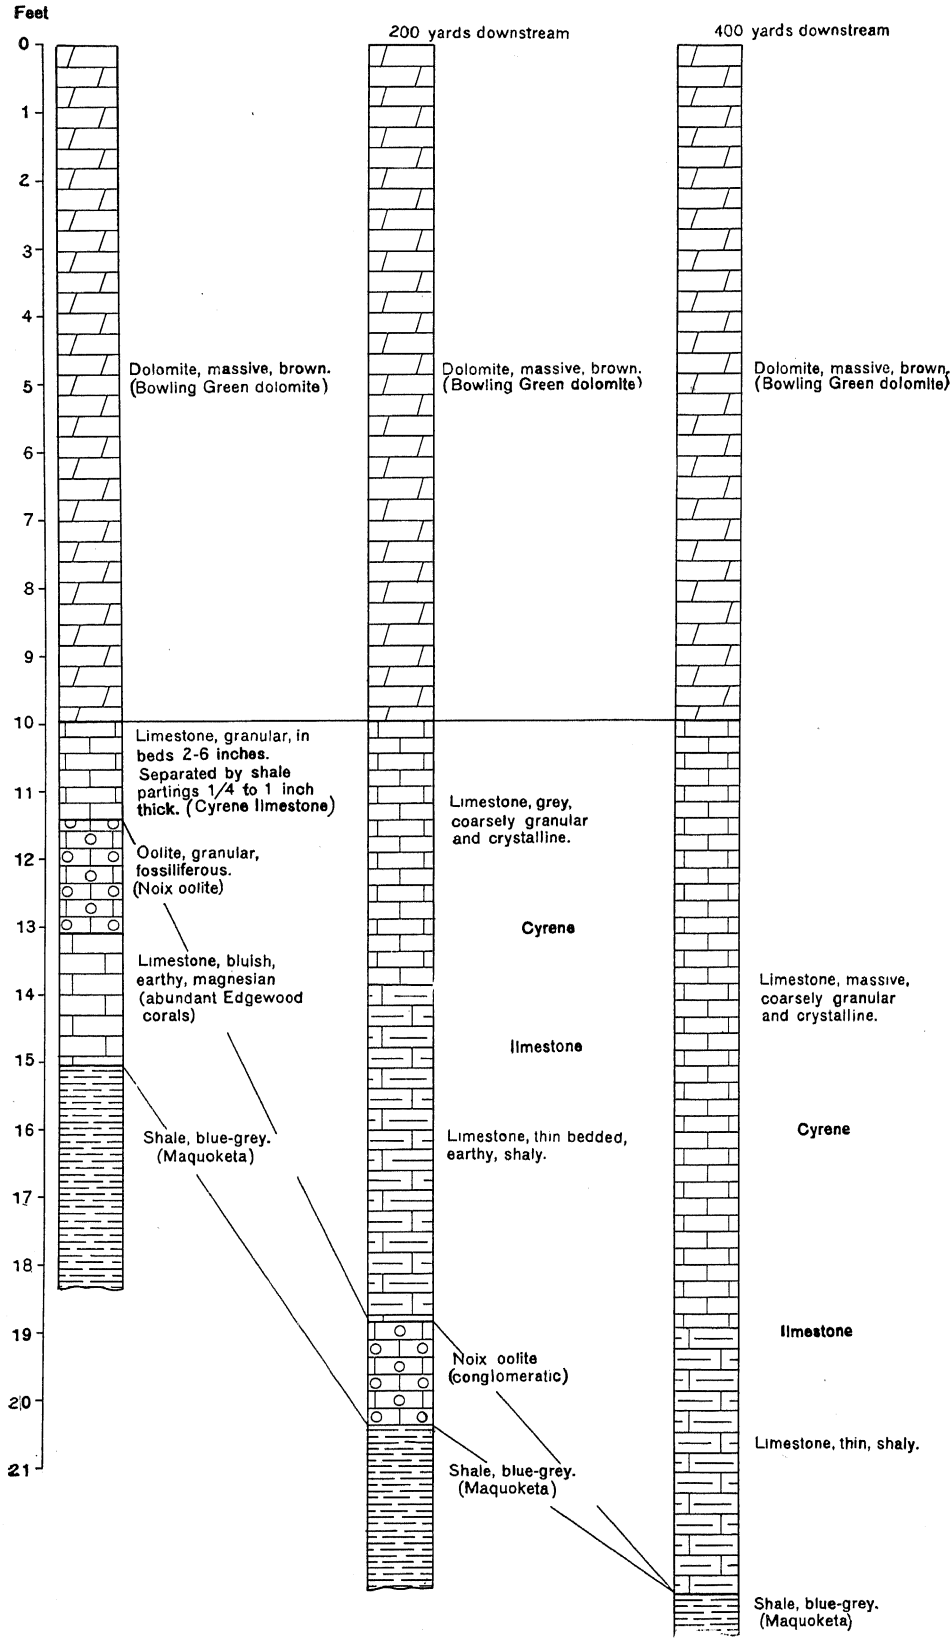 Feet
200 yards downstream
400 yards downstream
0
1
2
3
4
5
6
7
8
9
10
11
12
13
14
15
16
17
18
19
20
21
Dolomite, massive, brown.
(Bowling Green dolomite)
Limestone, granular, in
beds 2-6 inches.
Separated by shale
partings 1/4 to 1 inch
thick. (Cyrene limestone)
Oolite, granular,
fossiliferous.
(Noix oolite)
Limestone, bluish,
earthy, magnesian
(abundant Edgewood
corals)
Shale, blue-grey.
(Maquoketa)
Dolomite, massive, brown.
(Bowling Green dolomite)
Limestone, grey,
coarsely granular
and crystalline.
Cyrene
limestone
Limestone, thin bedded,
earthy, shaly.
Noix oolite
(conglomeratic)
Shale, blue-grey.
(Maquoketa)
Dolomite, massive, brown,
(Bowling Green dolomite)
Limestone, massive,
coarsely granular
and crystalline.
Cyrene
limestone
Limestone, thin, shaly.
Shale, blue-grey.
(Maquoketa)